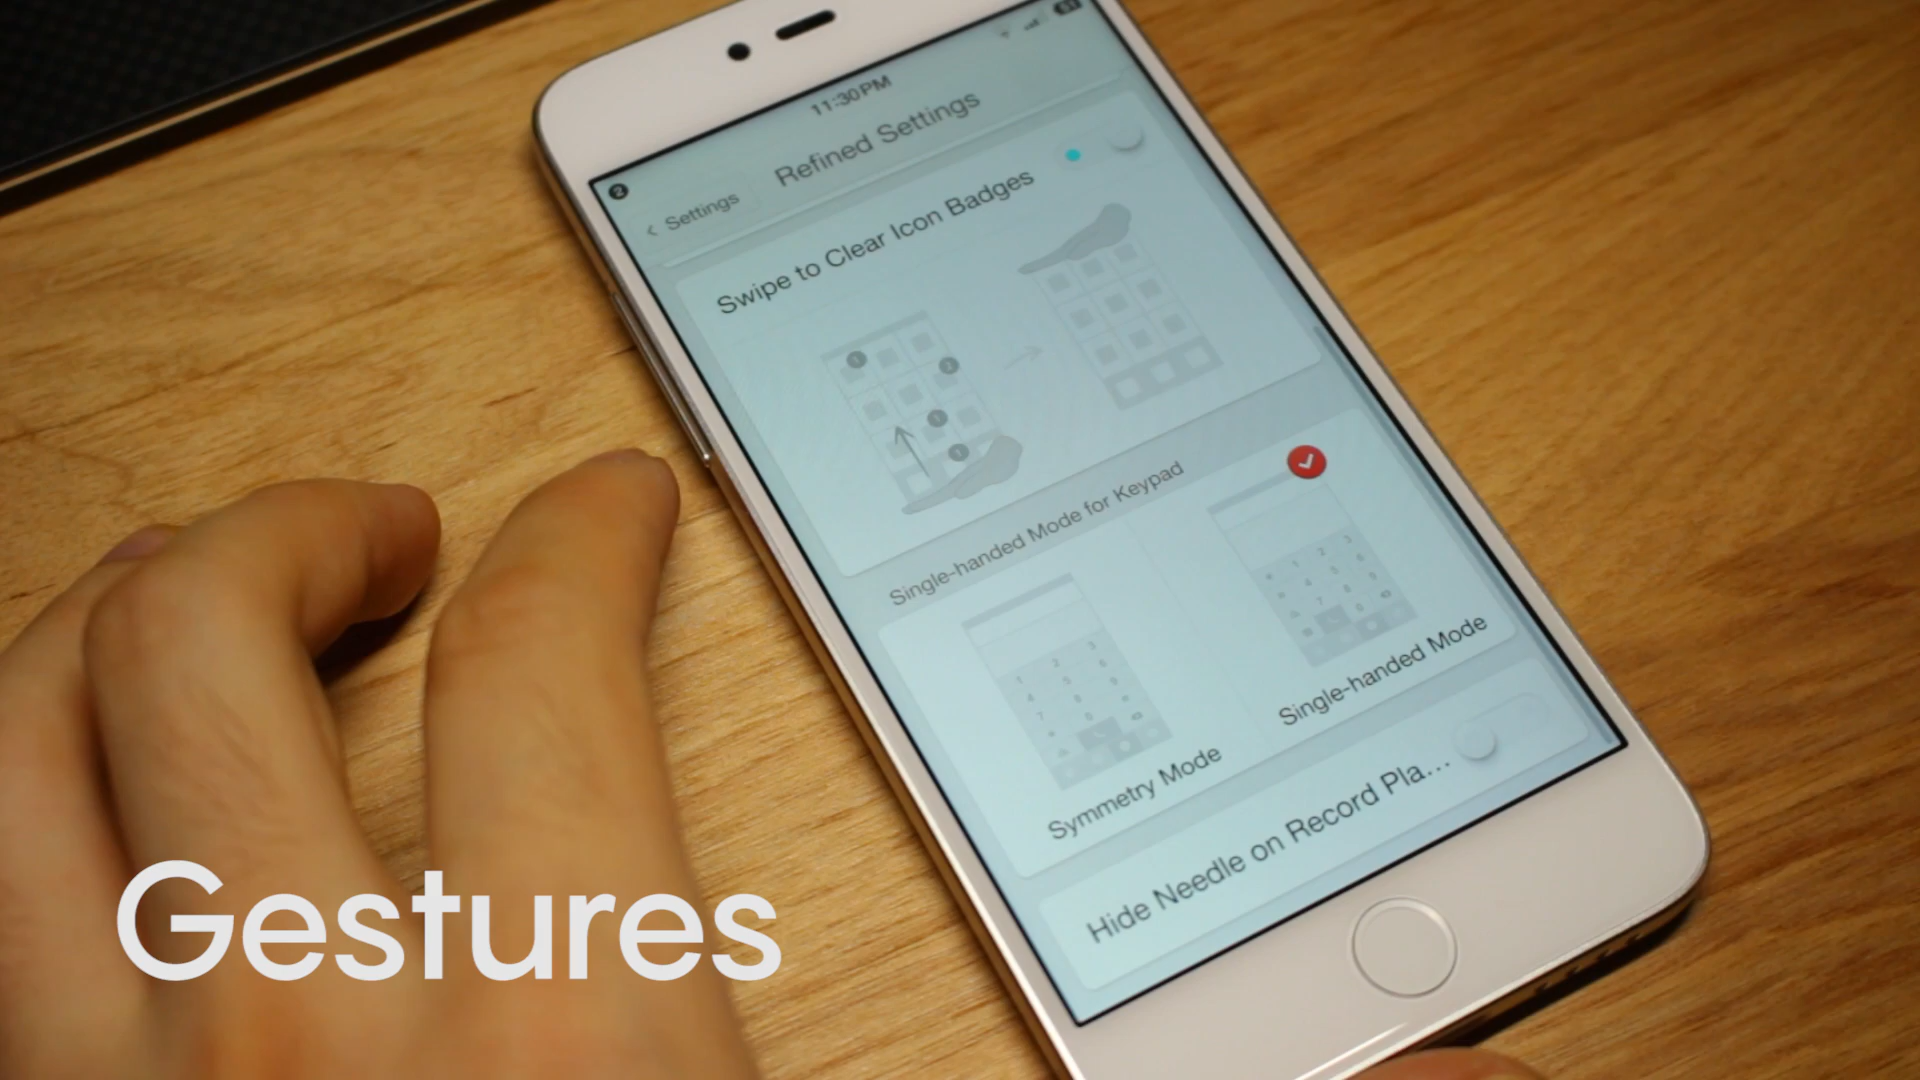 11:30 PM
2
Settings
Refined Settings
Swipe to Clear Icon Badges
Single-handed Mode for Keypad
Symmetry Mode
Single-handed Mode
Hide Needle on Record Pla...
Gestures